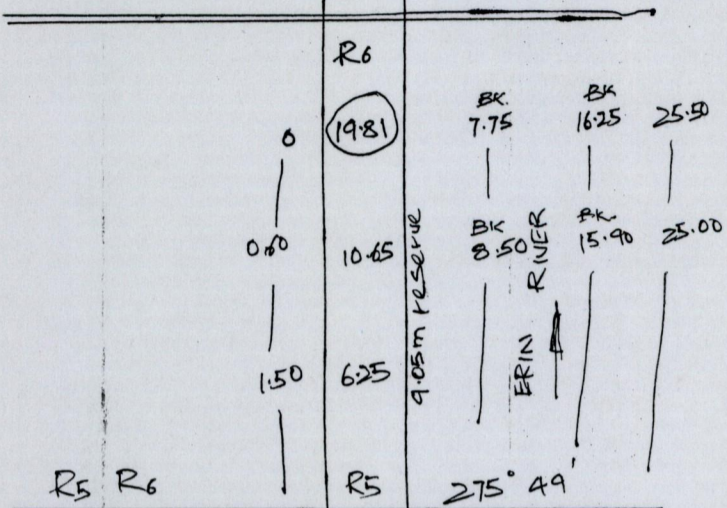 R6
BK BK
0 19.81 7.75 16.25 25.50
BK BK
0.60 10.65 8.50 15.90 25.00
9.05m reserve
ERIN RIVER
1.50 6.25
R5 R6 R5 275° 49'